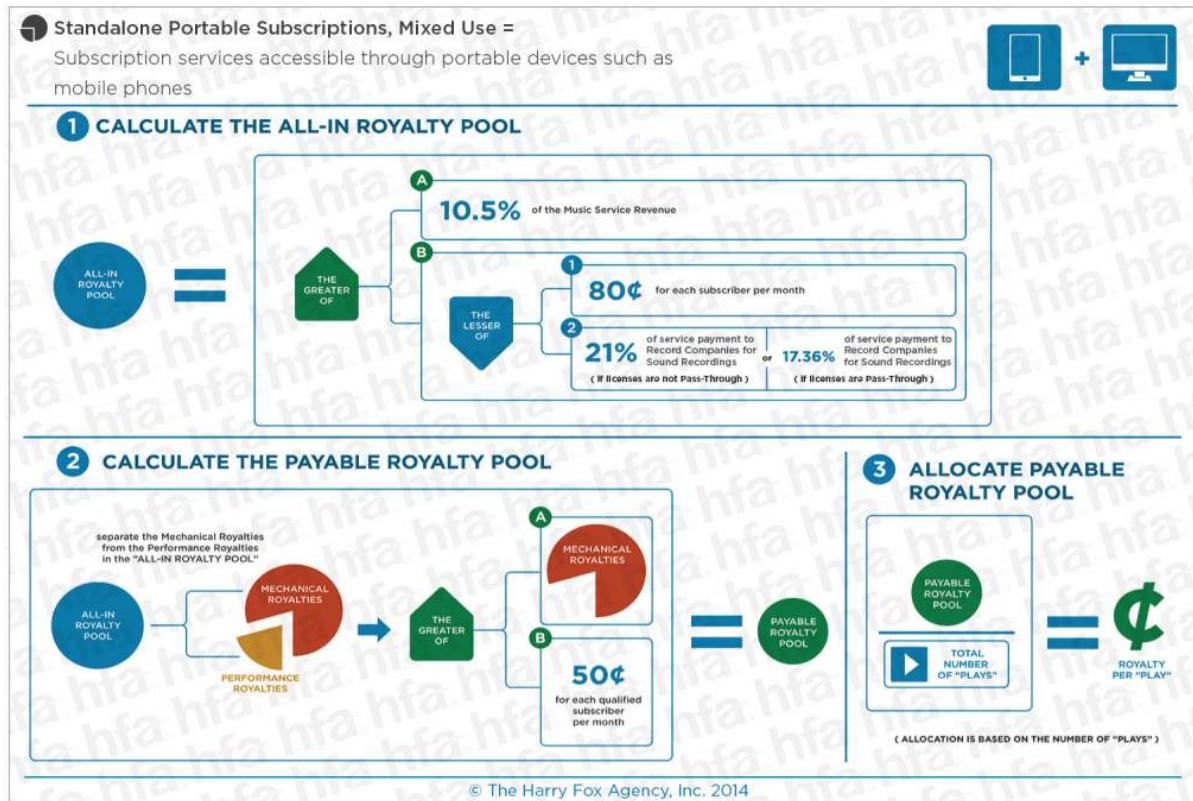 Standalone Portable Subscriptions, Mixed Use =
Subscription services accessible through portable devices such as
mobile phones
1 CALCULATE THE ALL-IN ROYALTY POOL
ALL-IN
ROYALTY
POOL
=
THE
GREATER
OF
A
10.5% of the Music Service Revenue
B
THE
LESSER
OF
1
80¢ for each subscriber per month
2
21% of service payment to
Record Companies for
Sound Recordings
( if licenses are not Pass-Through )
or
17.36% of service payment to
Record Companies
for Sound Recordings
( if licenses are Pass-Through )
2 CALCULATE THE PAYABLE ROYALTY POOL
separate the Mechanical Royalties
from the Performance Royalties
in the "ALL-IN ROYALTY POOL"
ALL-IN
ROYALTY
POOL
MECHANICAL
ROYALTIES
PERFORMANCE
ROYALTIES
THE
GREATER
OF
A
MECHANICAL
ROYALTIES
B
50¢
for each qualified
subscriber
per month
=
PAYABLE
ROYALTY
POOL
3 ALLOCATE PAYABLE
ROYALTY POOL
PAYABLE
ROYALTY
POOL
TOTAL
NUMBER
OF "PLAYS"
=
¢
ROYALTY
PER "PLAY"
( ALLOCATION IS BASED ON THE NUMBER OF "PLAYS" )
© The Harry Fox Agency, Inc. 2014